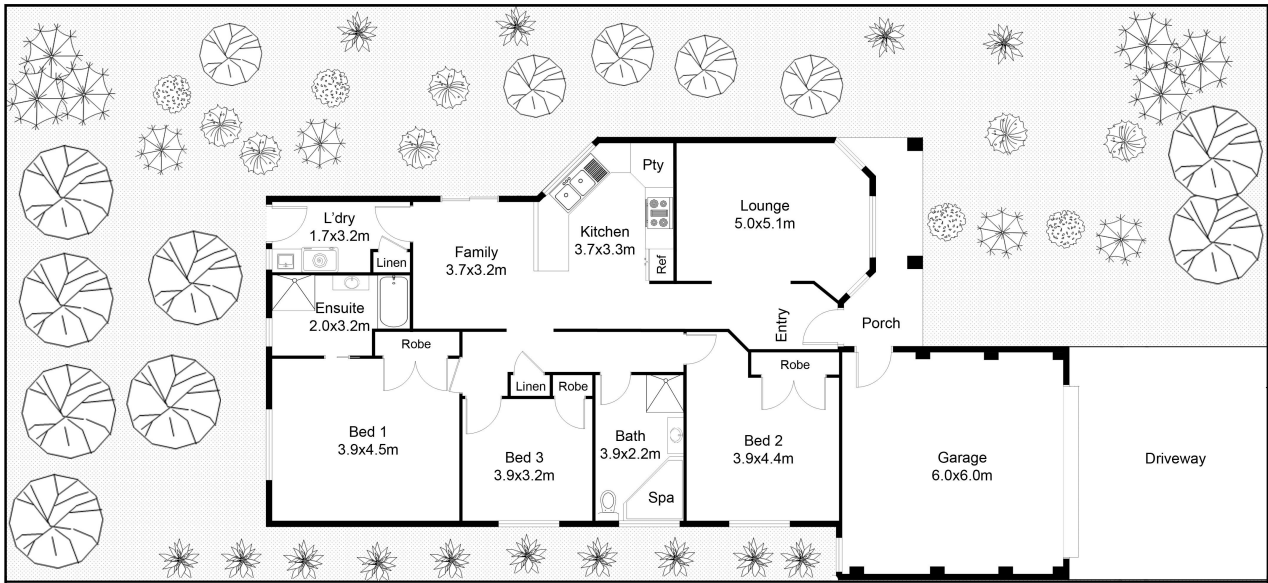 Pty
L'dry
1.7x3.2m
Linen
Family
3.7x3.2m
Kitchen
3.7x3.3m
Ref
Lounge
5.0x5.1m
Ensuite
2.0x3.2m
Entry
Porch
Robe
Linen
Robe
Robe
Bed 1
3.9x4.5m
Bed 3
3.9x3.2m
Bath
3.9x2.2m
Spa
Bed 2
3.9x4.4m
Garage
6.0x6.0m
Driveway